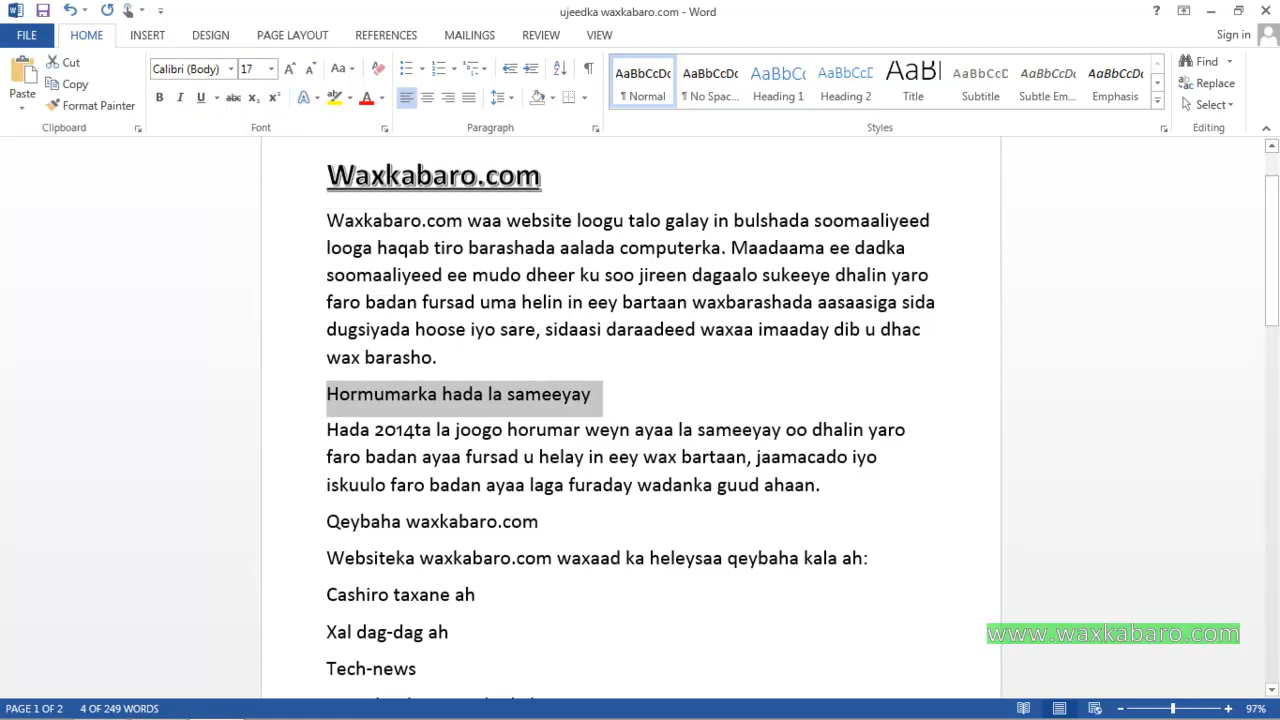 ujeedka waxkabaro.com - Word
Sign in
FILE HOME INSERT DESIGN PAGE LAYOUT REFERENCES MAILINGS REVIEW VIEW
Paste
Cut
Copy
Format Painter
Calibri (Body) 17
AaBbCcDc AaBbCcDc AaBbCc AaBbCcD AaBl AaBbCcD AaBbCcDc AaBbCcDc
¶ Normal ¶ No Spac... Heading 1 Heading 2 Title Subtitle Subtle Em... Emphasis
Find
Replace
Select
Clipboard Font Paragraph Styles Editing
Waxkabaro.com
Waxkabaro.com waa website loogu talo galay in bulshada soomaaliyeed
looga haqab tiro barashada aalada computerka. Maadaama ee dadka
soomaaliyeed ee mudo dheer ku soo jireen dagaalo sukeeye dhalin yaro
faro badan fursad uma helin in eey bartaan waxbarashada aasaasiga sida
dugsiyada hoose iyo sare, sidaasi daraadeed waxaa imaaday dib u dhac
wax barasho.
Hormumarka hada la sameeyay
Hada 2014ta la joogo horumar weyn ayaa la sameeyay oo dhalin yaro
faro badan ayaa fursad u helay in eey wax bartaan, jaamacado iyo
iskuulo faro badan ayaa laga furaday wadanka guud ahaan.
Qeybaha waxkabaro.com
Websiteka waxkabaro.com waxaad ka heleysaa qeybaha kala ah:
Cashiro taxane ah
Xal dag-dag ah
www.waxkabaro.com
Tech-news
PAGE 1 OF 2 4 OF 249 WORDS 97%